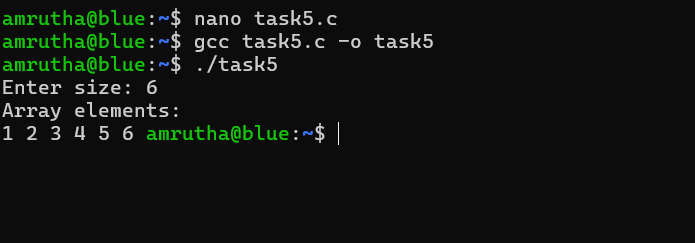 amrutha@blue:~$ nano task5.c
amrutha@blue:~$ gcc task5.c -o task5
amrutha@blue:~$ ./task5
Enter size: 6
Array elements:
1 2 3 4 5 6 amrutha@blue:~$